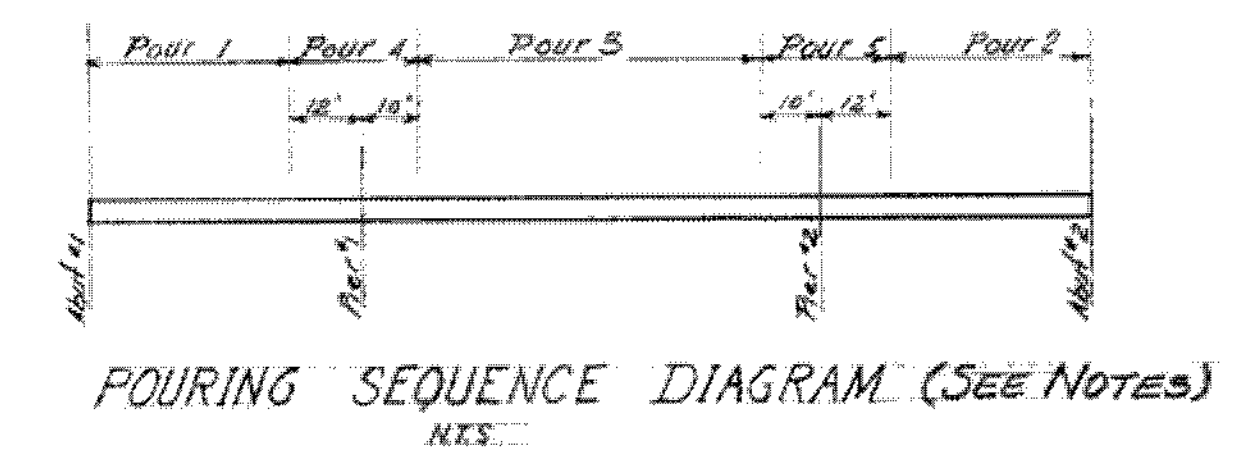 Pour 1 Pour 4 Pour 3 Pour 5 Pour 2
12' 10' 10' 12'
Abut #1 Pier #1 Pier #2 Abut #2
POURING SEQUENCE DIAGRAM (SEE NOTES)
N.T.S.